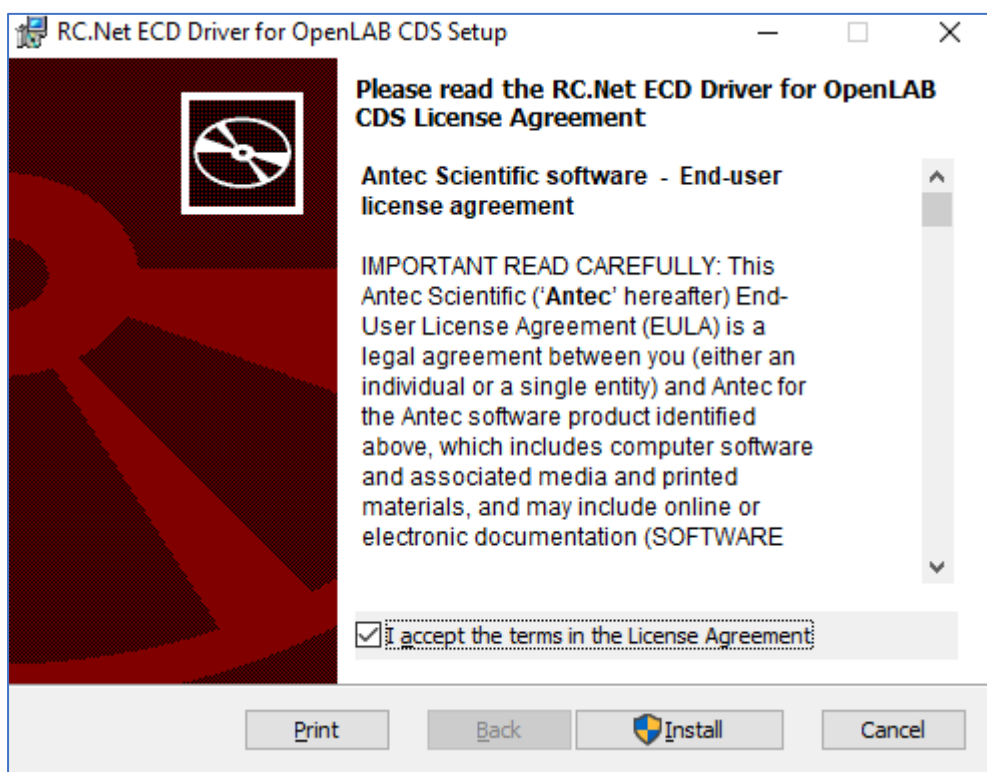 RC.Net ECD Driver for OpenLAB CDS Setup
Please read the RC.Net ECD Driver for OpenLAB
CDS License Agreement
Antec Scientific software - End-user
license agreement
IMPORTANT READ CAREFULLY: This
Antec Scientific (‘Antec’ hereafter) End-
User License Agreement (EULA) is a
legal agreement between you (either an
individual or a single entity) and Antec for
the Antec software product identified
above, which includes computer software
and associated media and printed
materials, and may include online or
electronic documentation (SOFTWARE
I accept the terms in the License Agreement
Print Back Install Cancel